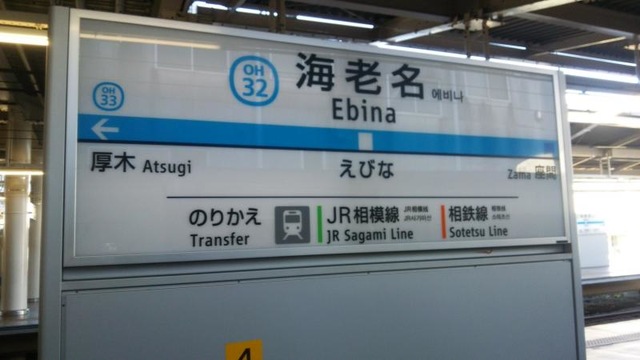 OH 32
海老名
에비나
Ebina
OH 33
厚木 Atsugi
えびな
Zama 座間
のりかえ
Transfer
JR相模線
JR Sagami Line
相鉄線
Sotetsu Line
4